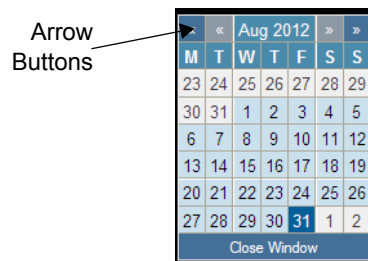 Arrow
Buttons
« « Aug 2012 » »
M T W T F S S
23 24 25 26 27 28 29
30 31 1 2 3 4 5
6 7 8 9 10 11 12
13 14 15 16 17 18 19
20 21 22 23 24 25 26
27 28 29 30 31 1 2
Close Window